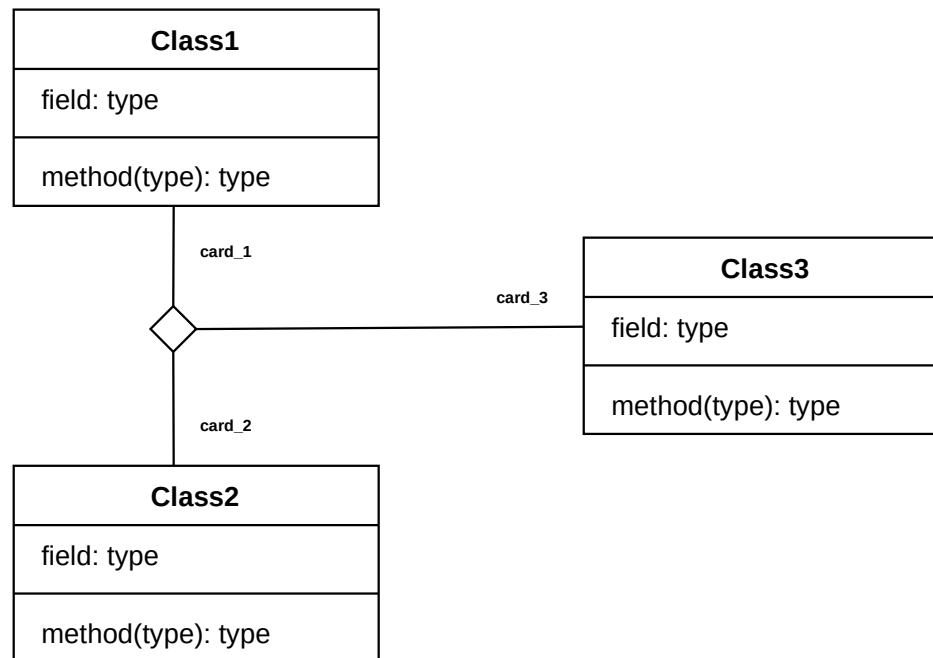 Class1
field: type
method(type): type
card_1
card_3
Class3
field: type
method(type): type
card_2
Class2
field: type
method(type): type